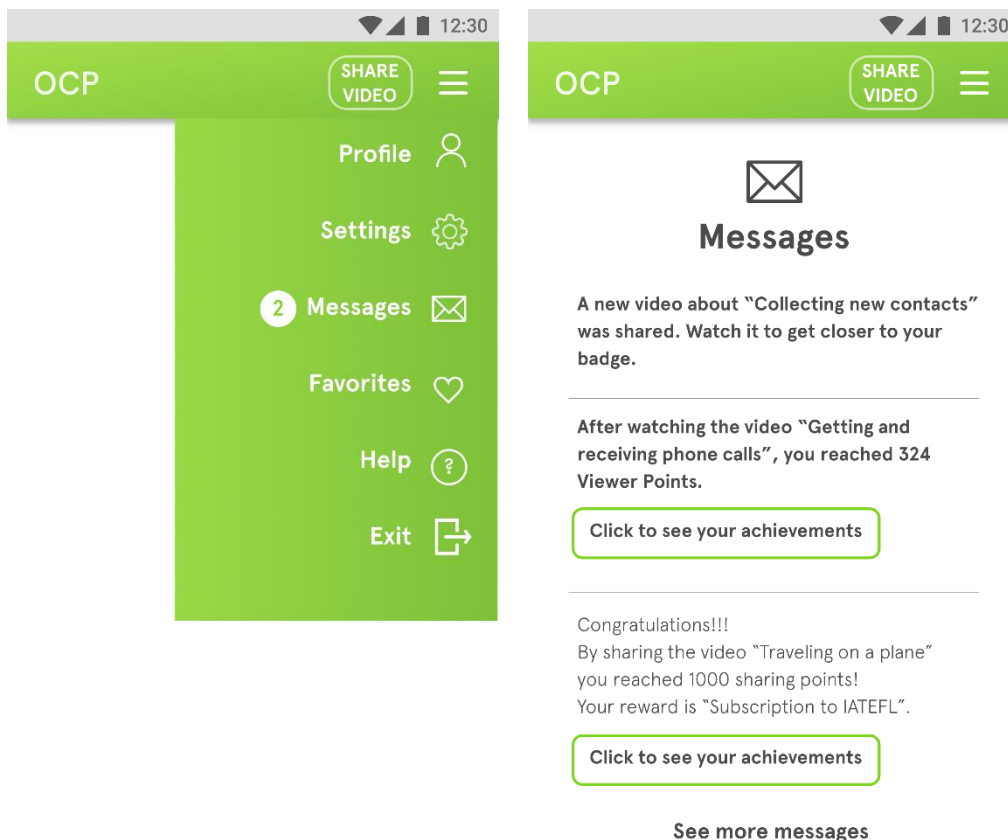 12:30
OCP
SHARE
VIDEO
Profile
Settings
2 Messages
Favorites
Help
?
Exit
12:30
OCP
SHARE
VIDEO
Messages
A new video about “Collecting new contacts”
was shared. Watch it to get closer to your
badge.
After watching the video “Getting and
receiving phone calls”, you reached 324
Viewer Points.
Click to see your achievements
Congratulations!!!
By sharing the video “Traveling on a plane”
you reached 1000 sharing points!
Your reward is “Subscription to IATEFL”.
Click to see your achievements
See more messages